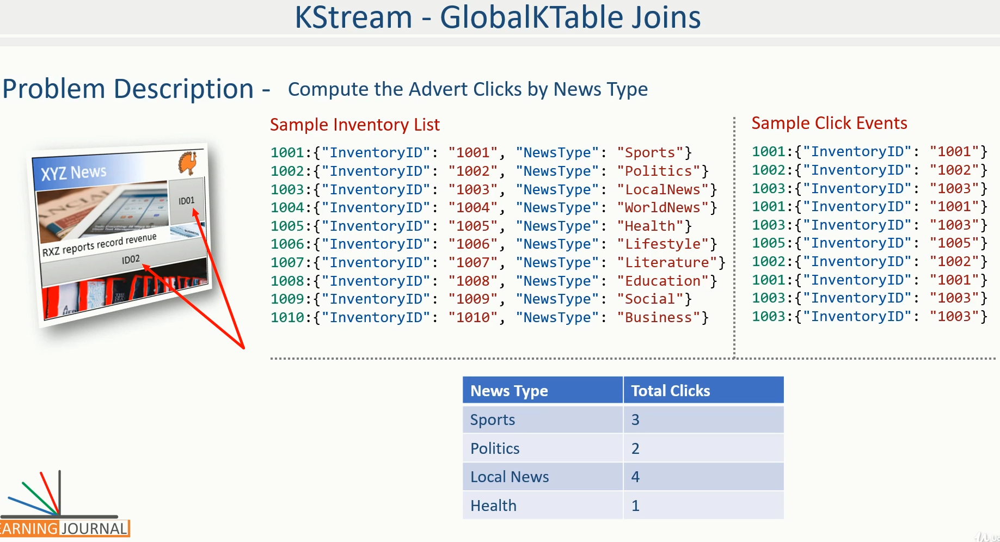 KStream - GlobalKTable Joins
Problem Description - Compute the Advert Clicks by News Type
XYZ News
ID01
BUSINESS
RXZ reports record revenue
ID02
Sample Inventory List
1001:{"InventoryID": "1001", "NewsType": "Sports"}
1002:{"InventoryID": "1002", "NewsType": "Politics"}
1003:{"InventoryID": "1003", "NewsType": "LocalNews"}
1004:{"InventoryID": "1004", "NewsType": "WorldNews"}
1005:{"InventoryID": "1005", "NewsType": "Health"}
1006:{"InventoryID": "1006", "NewsType": "Lifestyle"}
1007:{"InventoryID": "1007", "NewsType": "Literature"}
1008:{"InventoryID": "1008", "NewsType": "Education"}
1009:{"InventoryID": "1009", "NewsType": "Social"}
1010:{"InventoryID": "1010", "NewsType": "Business"}
Sample Click Events
1001:{"InventoryID": "1001"}
1002:{"InventoryID": "1002"}
1003:{"InventoryID": "1003"}
1001:{"InventoryID": "1001"}
1003:{"InventoryID": "1003"}
1005:{"InventoryID": "1005"}
1002:{"InventoryID": "1002"}
1001:{"InventoryID": "1001"}
1003:{"InventoryID": "1003"}
1003:{"InventoryID": "1003"}
News Type Total Clicks
Sports 3
Politics 2
Local News 4
Health 1
EARNING JOURNAL